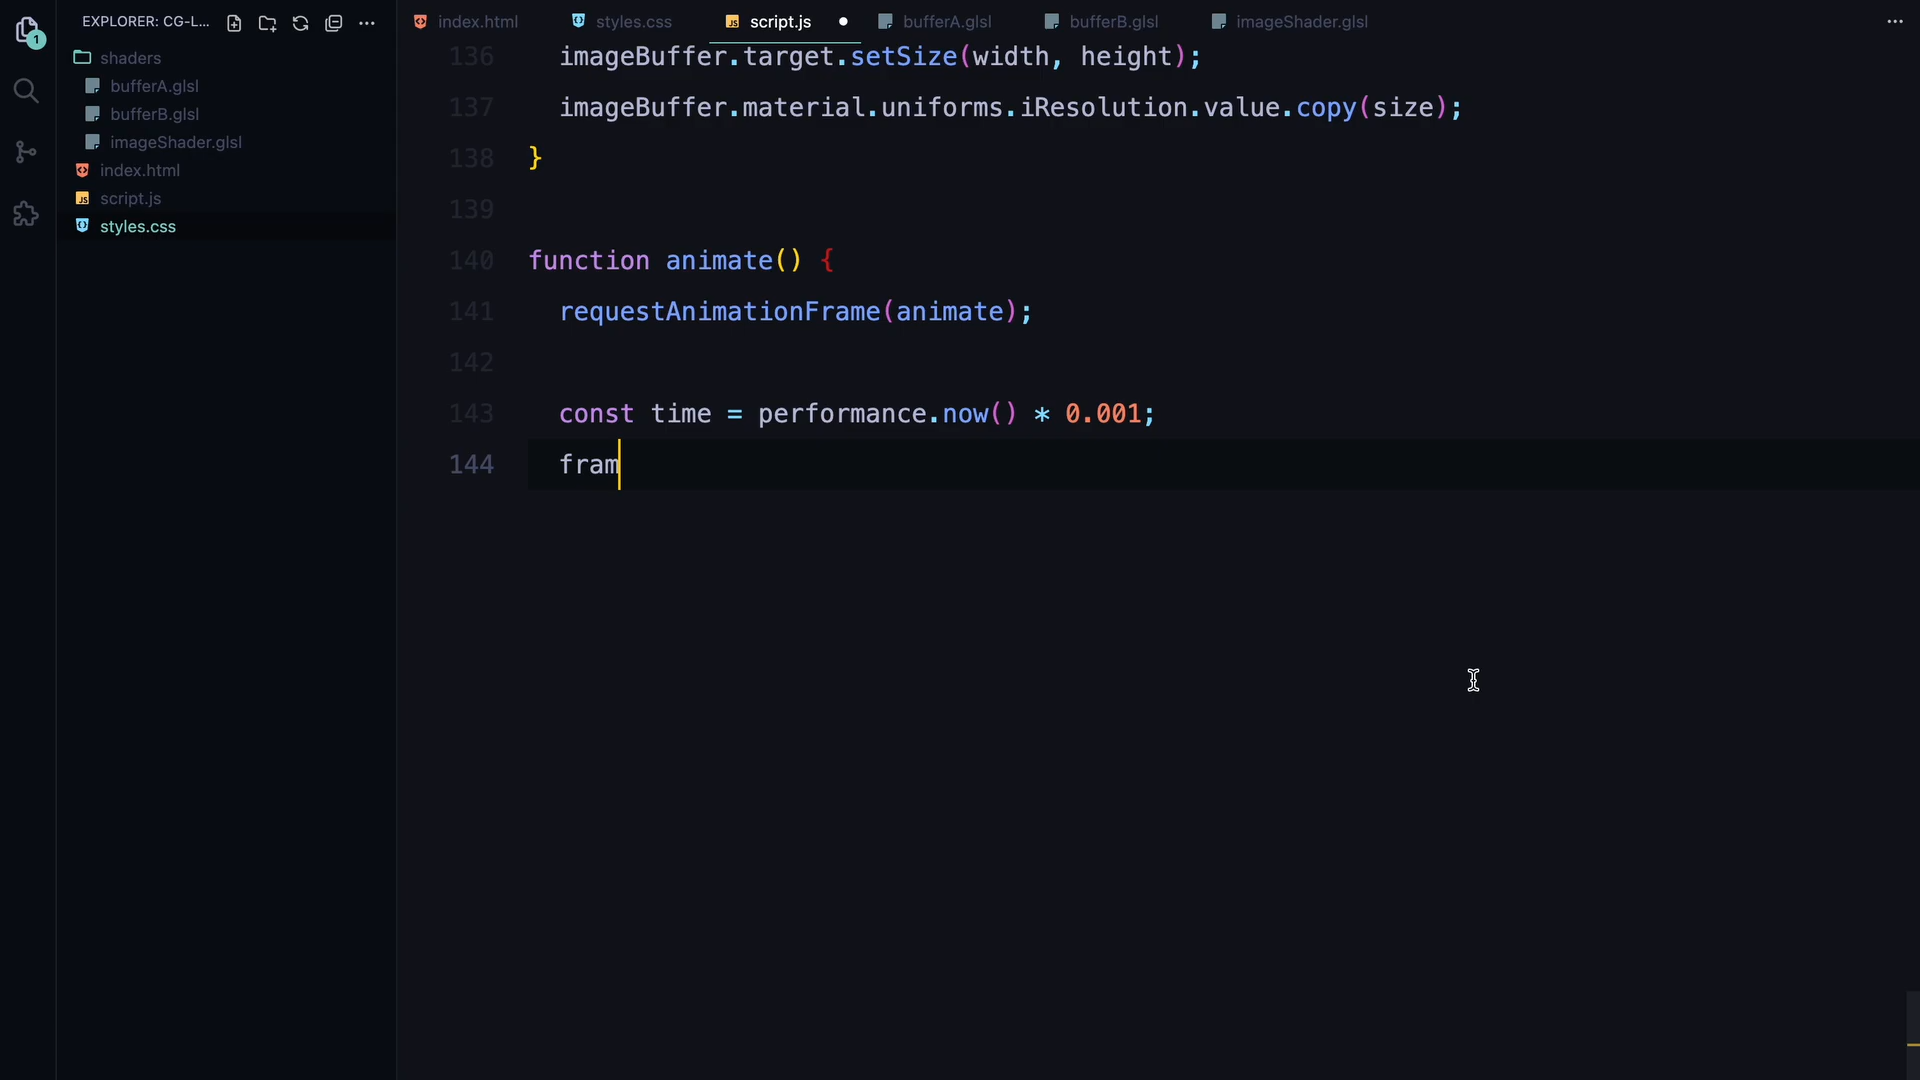 EXPLORER: CG-L...
1
shaders
bufferA.glsl
bufferB.glsl
imageShader.glsl
index.html
JS script.js
styles.css
index.html styles.css JS script.js bufferA.glsl bufferB.glsl imageShader.glsl
136 imageBuffer.target.setSize(width, height);
137 imageBuffer.material.uniforms.iResolution.value.copy(size);
138 }
139
140 function animate() {
141 requestAnimationFrame(animate);
142
143 const time = performance.now() * 0.001;
144 fram